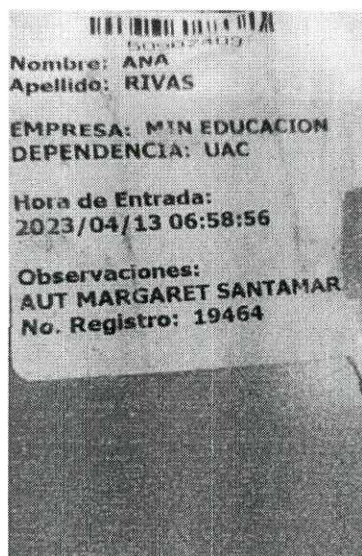 Nombre: ANA
Apellido: RIVAS
EMPRESA: MIN EDUCACION
DEPENDENCIA: UAC
Hora de Entrada:
2023/04/13 06:58:56
Observaciones:
AUT MARGARET SANTAMAR
No. Registro: 19464